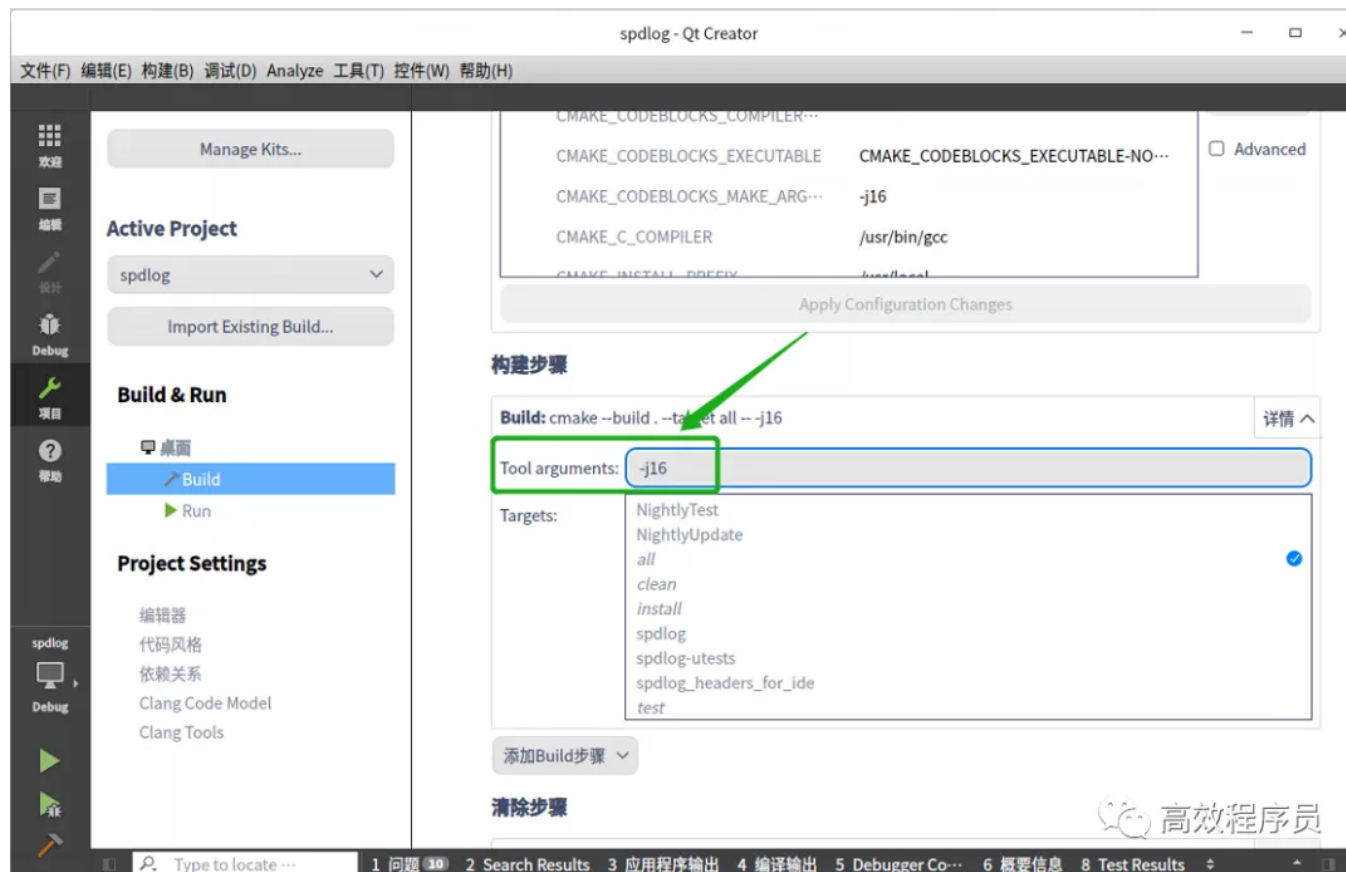 spdlog - Qt Creator
文件(F) 编辑(E) 构建(B) 调试(D) Analyze 工具(T) 控件(W) 帮助(H)
欢迎
编辑
设计
Debug
项目
帮助
spdlog
Debug
Manage Kits...
Active Project
spdlog
Import Existing Build...
Build & Run
桌面
Build
Run
Project Settings
编辑器
代码风格
依赖关系
Clang Code Model
Clang Tools
CMAKE_CODEBLOCKS_COMPILER···
CMAKE_CODEBLOCKS_EXECUTABLE CMAKE_CODEBLOCKS_EXECUTABLE-NO···
CMAKE_CODEBLOCKS_MAKE_ARG··· -j16
CMAKE_C_COMPILER /usr/bin/gcc
CMAKE_INSTALL_PREFIX /usr/local
Advanced
Apply Configuration Changes
构建步骤
Build: cmake --build . --target all -- -j16 详情
Tool arguments: -j16
Targets:
NightlyTest
NightlyUpdate
all
clean
install
spdlog
spdlog-utests
spdlog_headers_for_ide
test
添加Build步骤
清除步骤
高效程序员
Type to locate ··· 1 问题 10 2 Search Results 3 应用程序输出 4 编译输出 5 Debugger Co··· 6 概要信息 8 Test Results